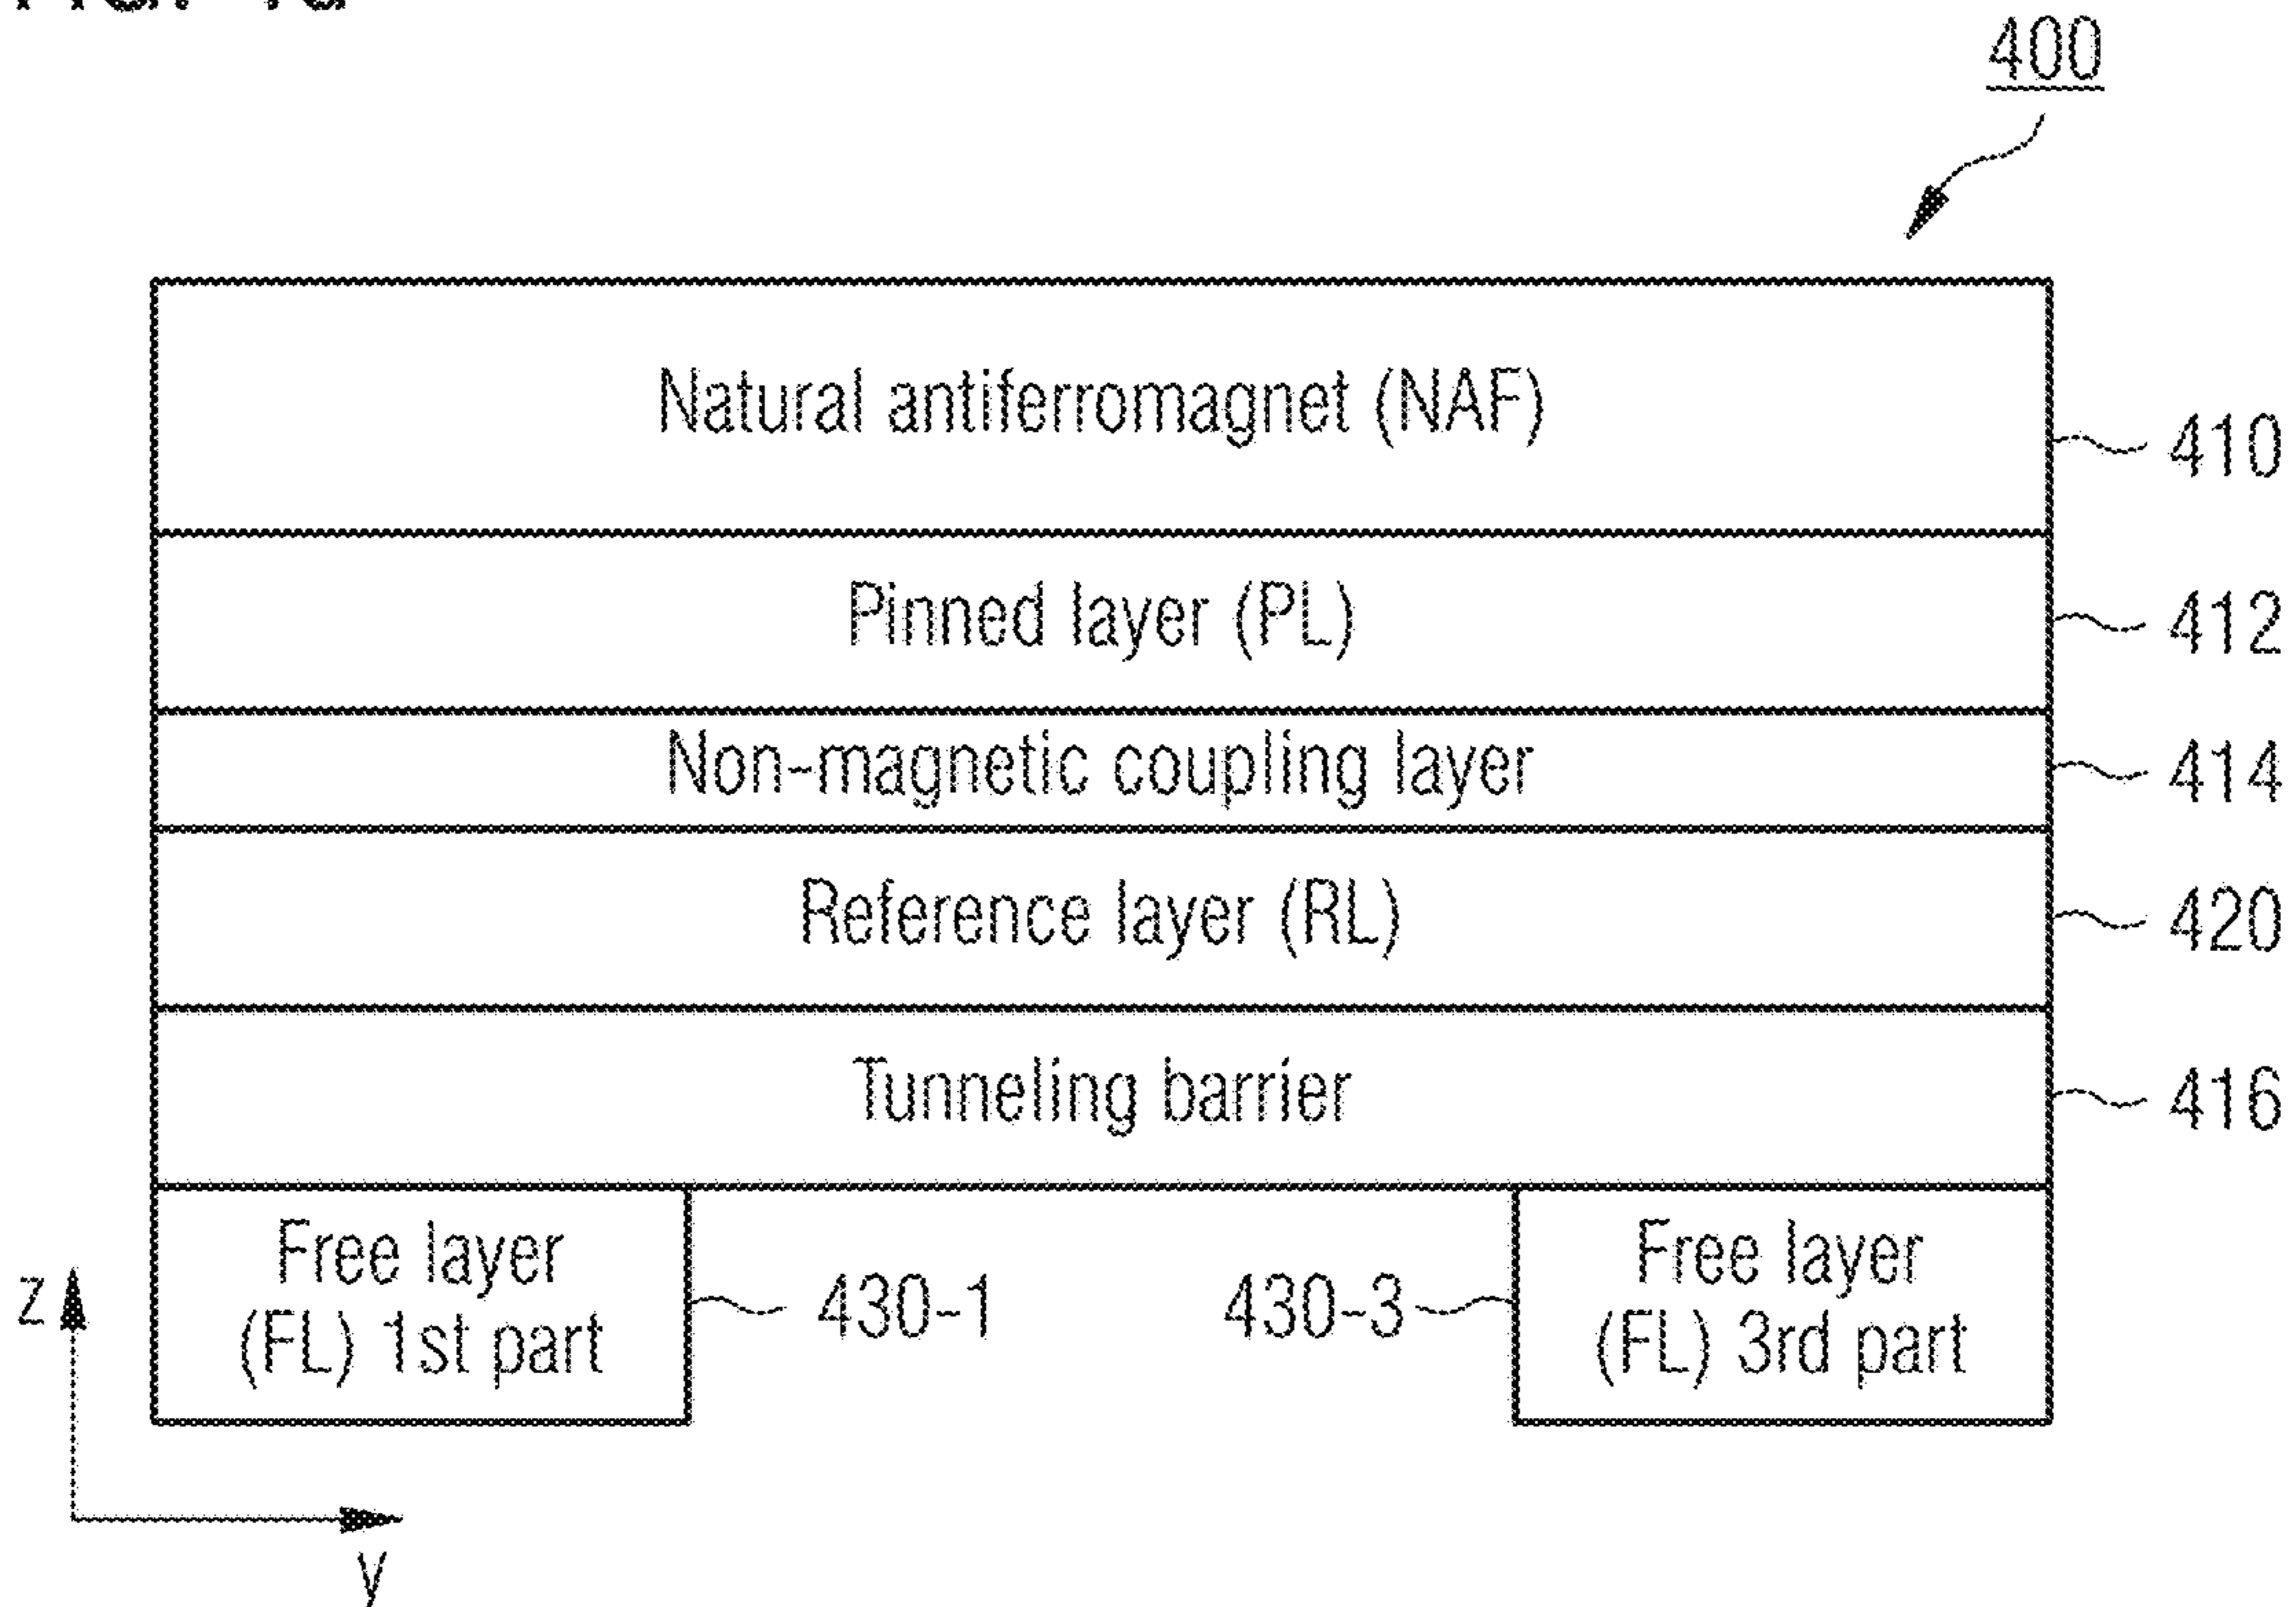 400
Natural antiferromagnet (NAF)
410
Pinned layer (PL)
412
Non-magnetic coupling layer
414
Reference layer (RL)
420
Tunneling barrier
416
Free layer
(FL) 1st part
430-1
430-3
Free layer
(FL) 3rd part
z
y